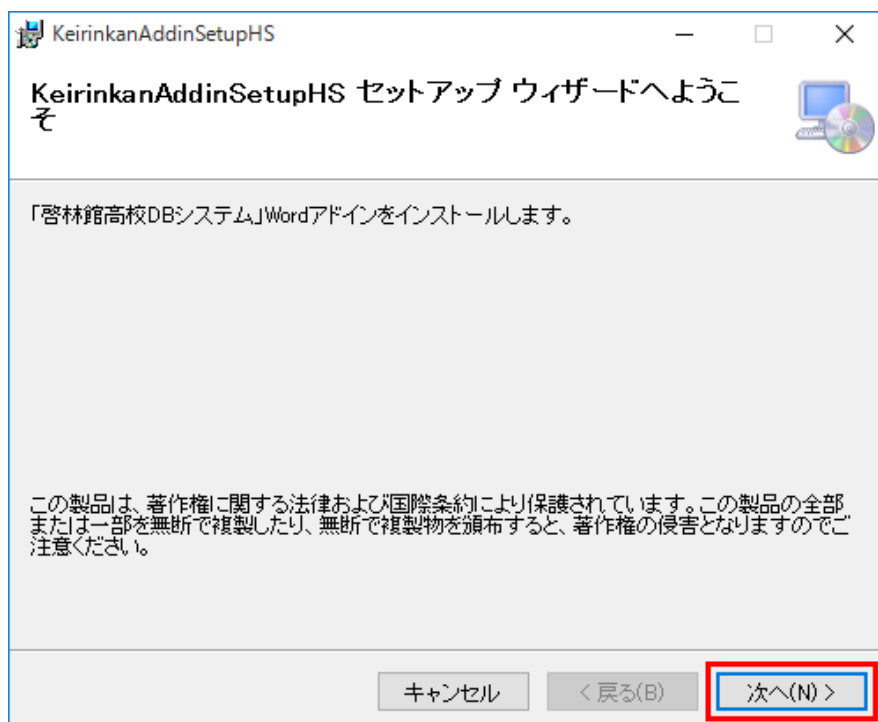 KeirinkanAddinSetupHS
KeirinkanAddinSetupHS セットアップ ウィザードへようこ
そ
「啓林館高校DBシステム」Wordアドインをインストールします。
この製品は、著作権に関する法律および国際条約により保護されています。この製品の全部
または一部を無断で複製したり、無断で複製物を頒布すると、著作権の侵害となりますのでご
注意ください。
キャンセル
< 戻る(B)
次へ(N) >